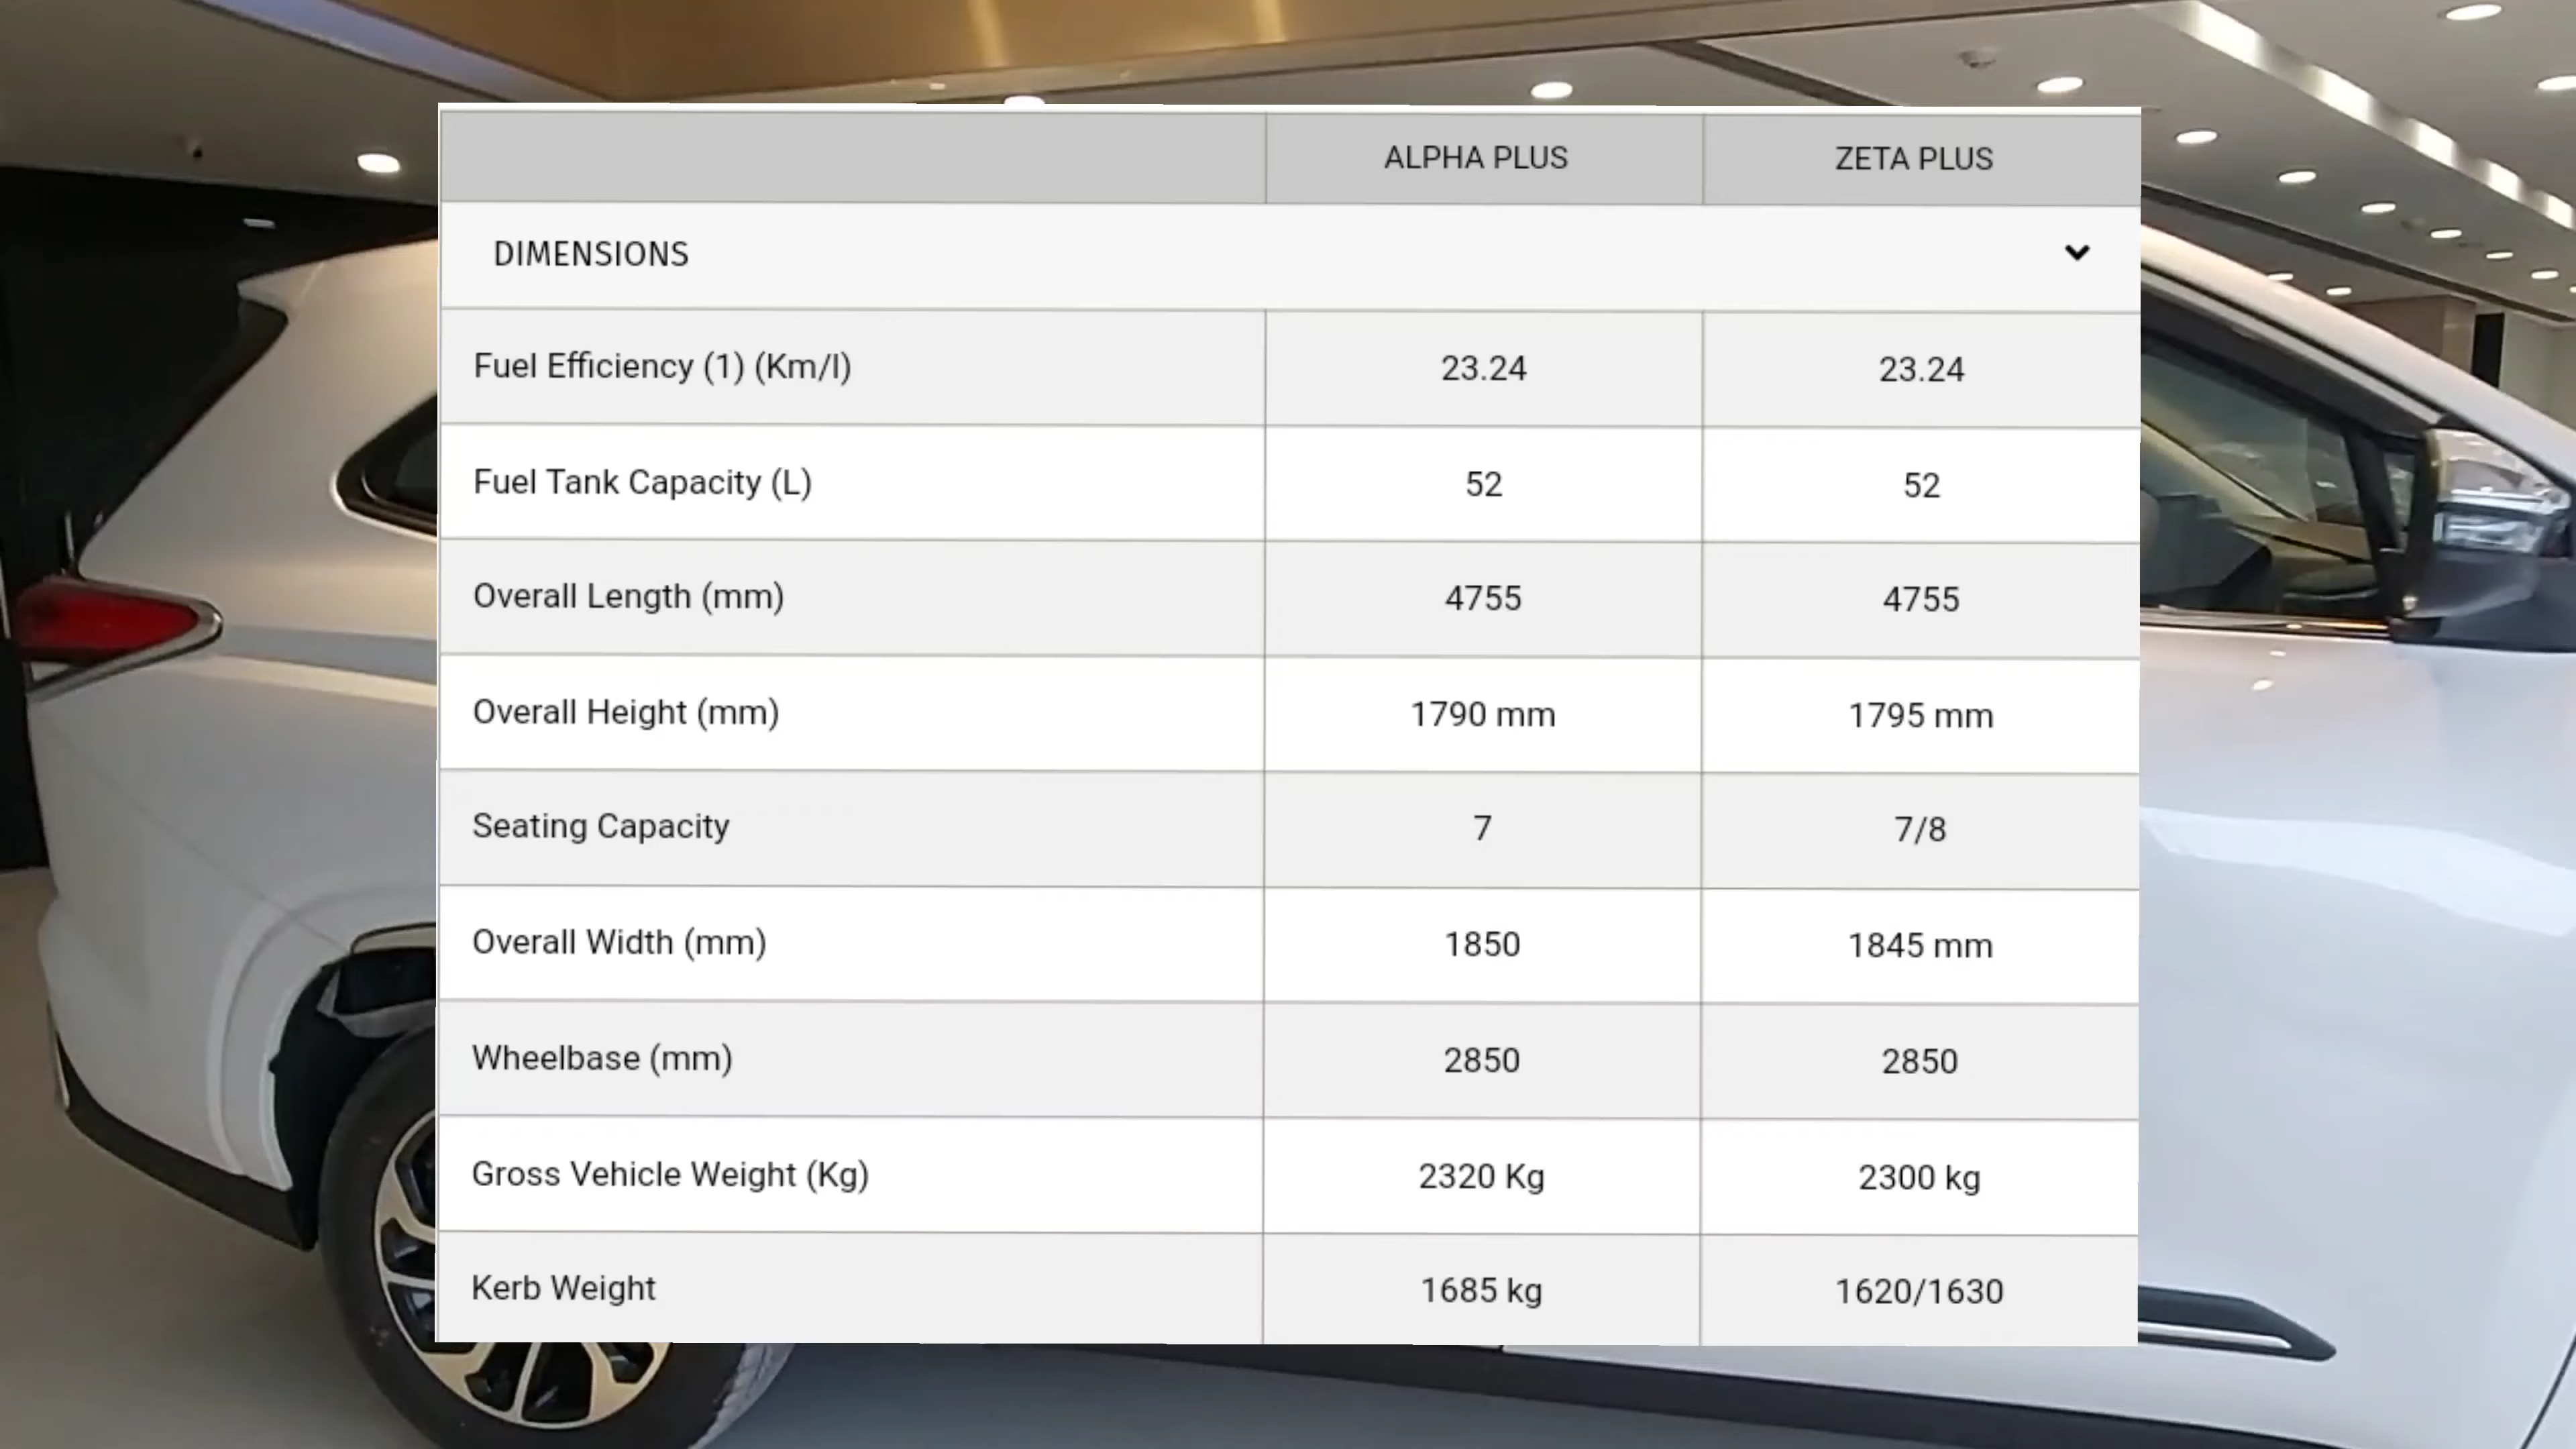 ALPHA PLUS ZETA PLUS
DIMENSIONS
Fuel Efficiency (1) (Km/l) 23.24 23.24
Fuel Tank Capacity (L) 52 52
Overall Length (mm) 4755 4755
Overall Height (mm) 1790 mm 1795 mm
Seating Capacity 7 7/8
Overall Width (mm) 1850 1845 mm
Wheelbase (mm) 2850 2850
Gross Vehicle Weight (Kg) 2320 Kg 2300 kg
Kerb Weight 1685 kg 1620/1630